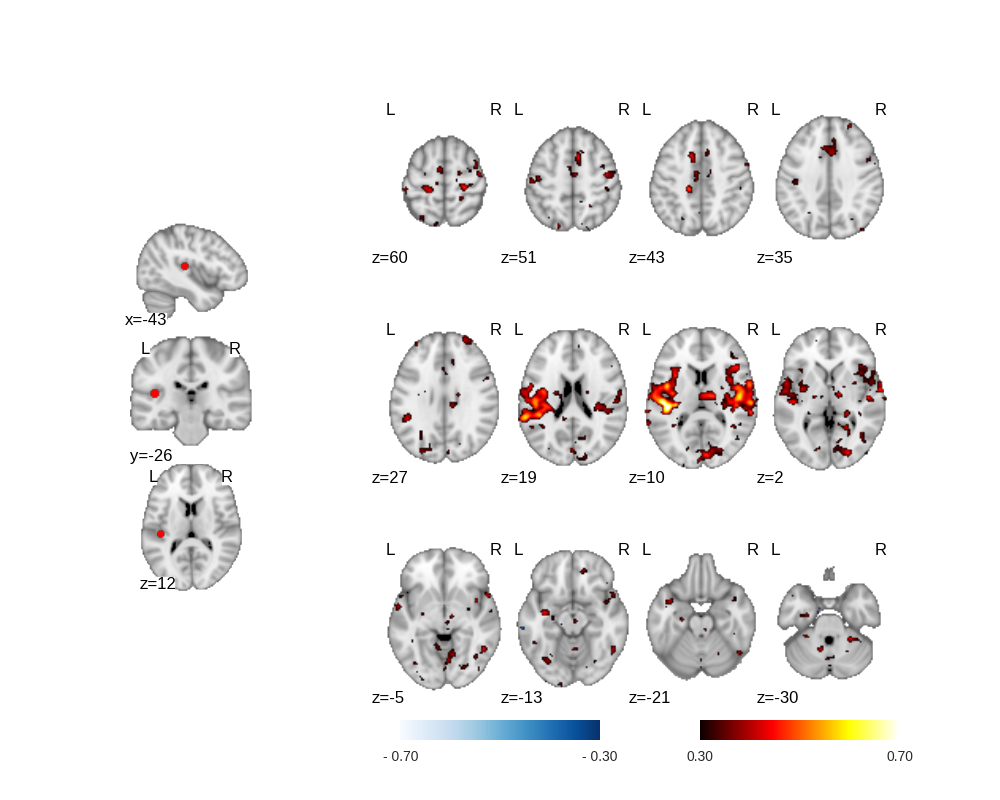 L R L R L R L R
z=60 z=51 z=43 z=35
x=-43
L R
y=-26
L R
z=12
L R L R L R L R
z=27 z=19 z=10 z=2
L R L R L R L R
z=-5 z=-13 z=-21 z=-30
- 0.70 - 0.30 0.30 0.70